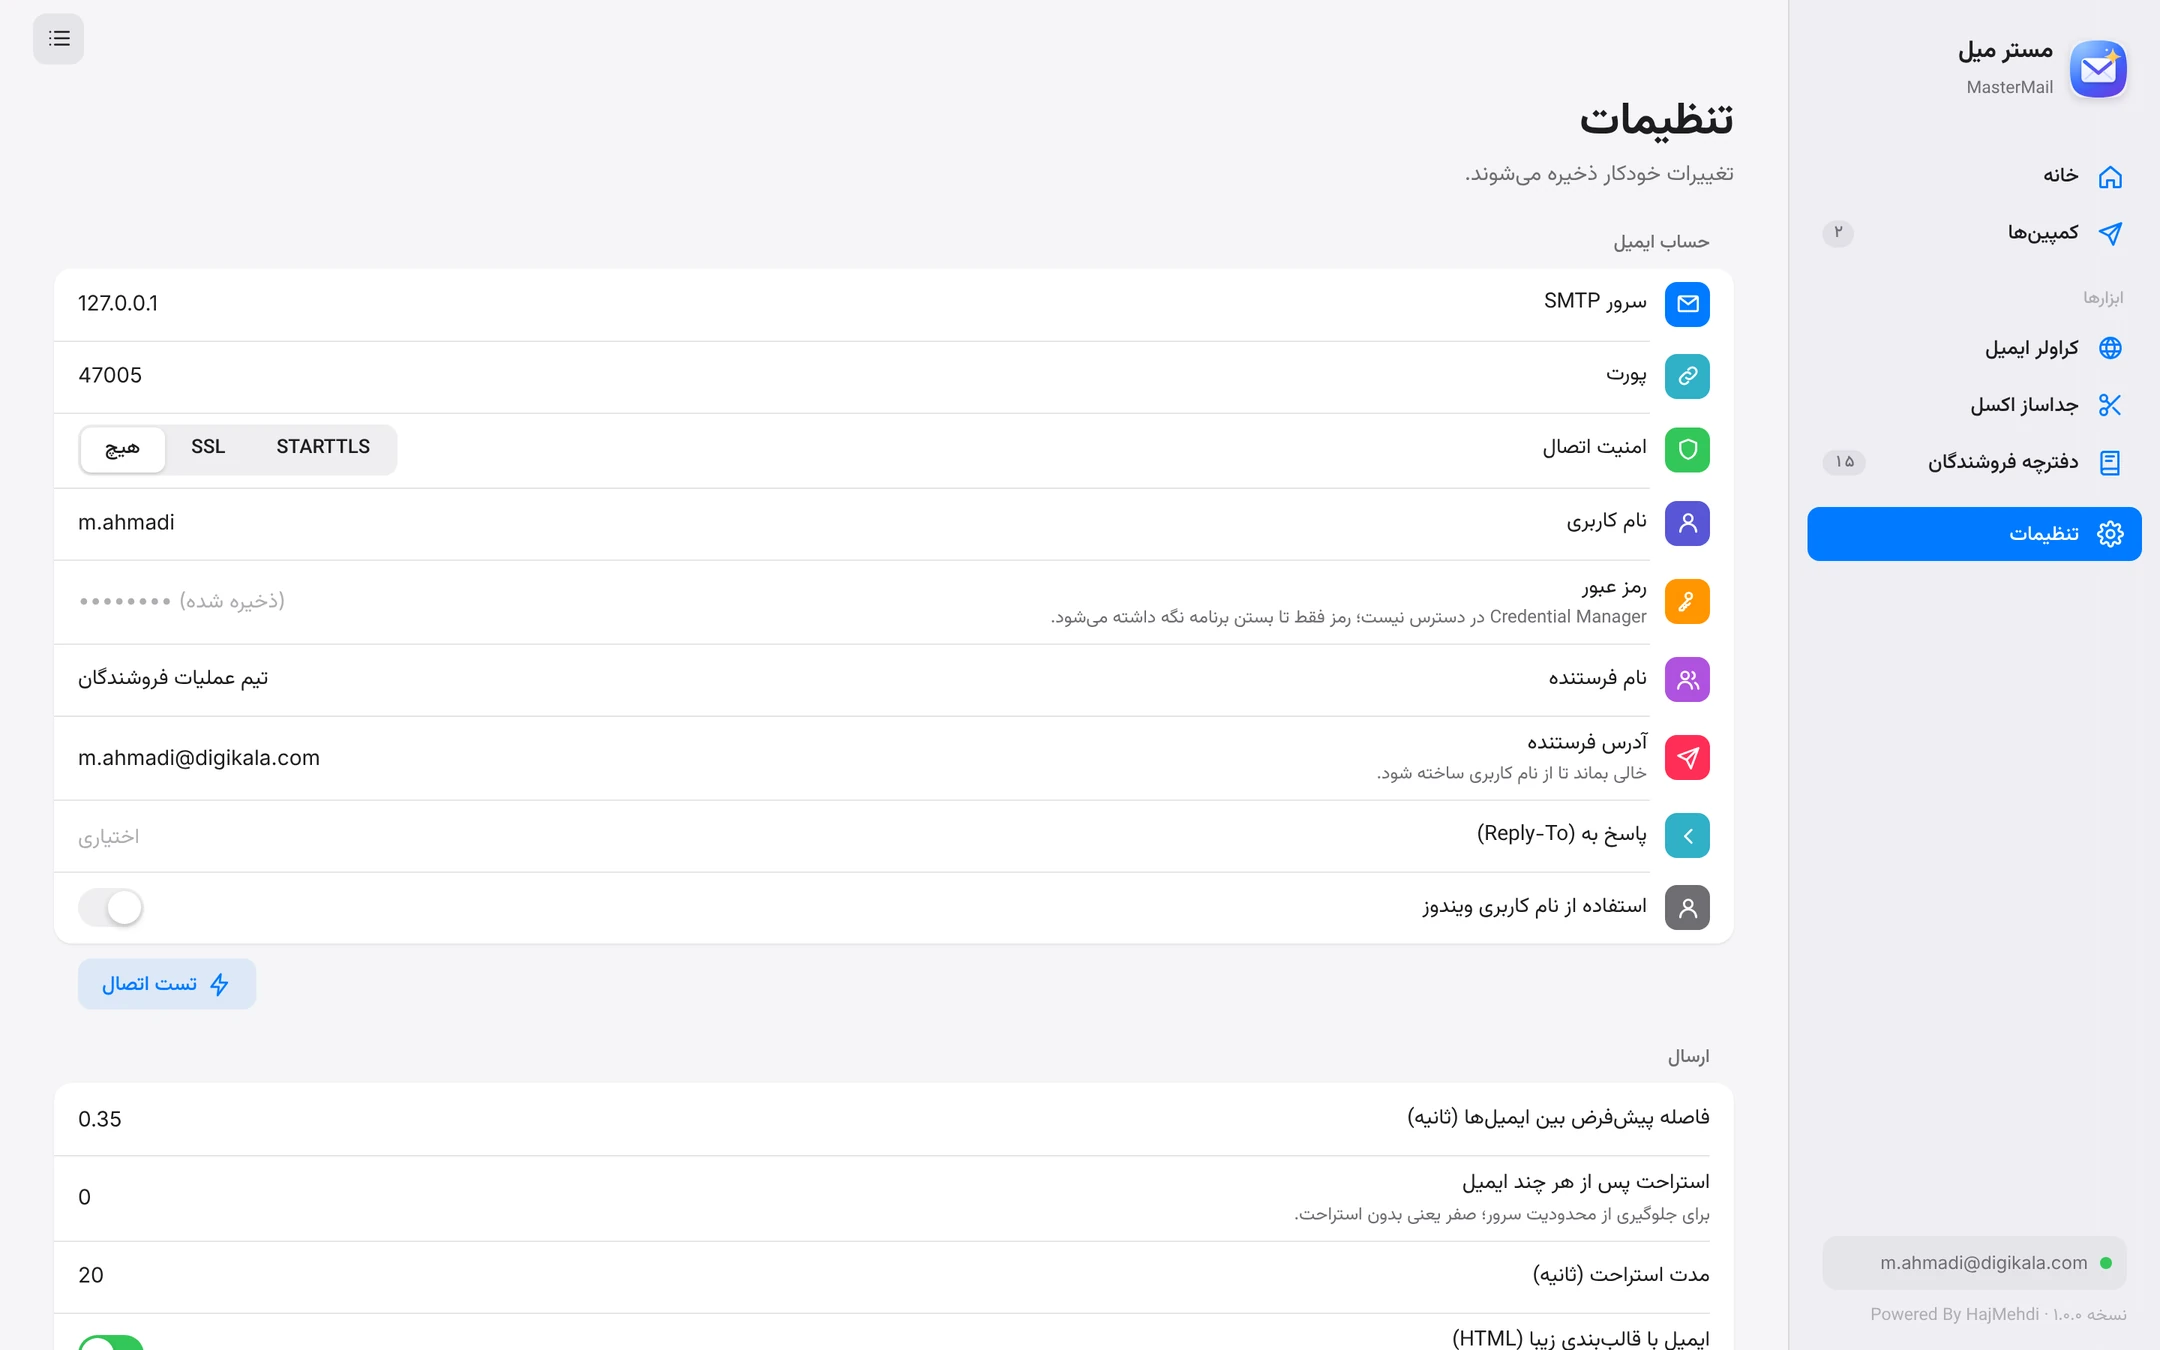 مستر میل
MasterMail
خانه
کمپین‌ها
۲
ابزارها
کراولر ایمیل
جداساز اکسل
دفترچه فروشندگان
۱۵
تنظیمات
m.ahmadi@digikala.com
نسخه ۱.۰.۰ · Powered By HajMehdi
تنظیمات
تغییرات خودکار ذخیره می‌شوند.
حساب ایمیل
سرور SMTP
127.0.0.1
پورت
47005
امنیت اتصال
STARTTLS
SSL
هیچ
نام کاربری
m.ahmadi
رمز عبور
Credential Manager در دسترس نیست؛ رمز فقط تا بستن برنامه نگه داشته می‌شود.
•••••••• (ذخیره شده)
نام فرستنده
تیم عملیات فروشندگان
آدرس فرستنده
خالی بماند تا از نام کاربری ساخته شود.
m.ahmadi@digikala.com
پاسخ به (Reply-To)
اختیاری
استفاده از نام کاربری ویندوز
تست اتصال
ارسال
فاصله پیش‌فرض بین ایمیل‌ها (ثانیه)
0.35
استراحت پس از هر چند ایمیل
برای جلوگیری از محدودیت سرور؛ صفر یعنی بدون استراحت.
0
مدت استراحت (ثانیه)
20
ایمیل با قالب‌بندی زیبا (HTML)